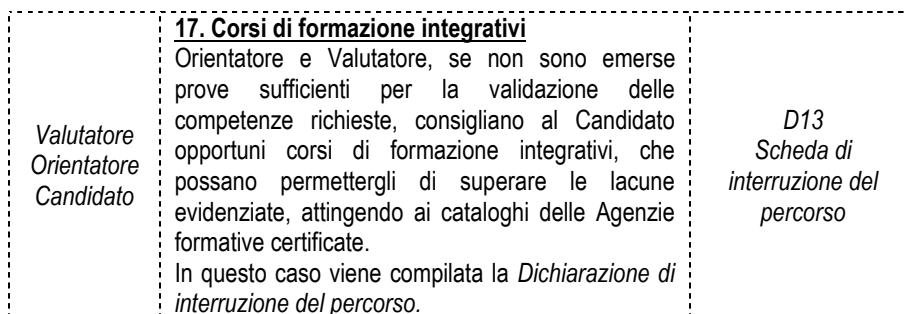 Valutatore
Orientatore
Candidato
17. Corsi di formazione integrativi
Orientatore e Valutatore, se non sono emerse
prove sufficienti per la validazione delle
competenze richieste, consigliano al Candidato
opportuni corsi di formazione integrativi, che
possano permettergli di superare le lacune
evidenziate, attingendo ai cataloghi delle Agenzie
formative certificate.
In questo caso viene compilata la Dichiarazione di
interruzione del percorso.
D13
Scheda di
interruzione del
percorso